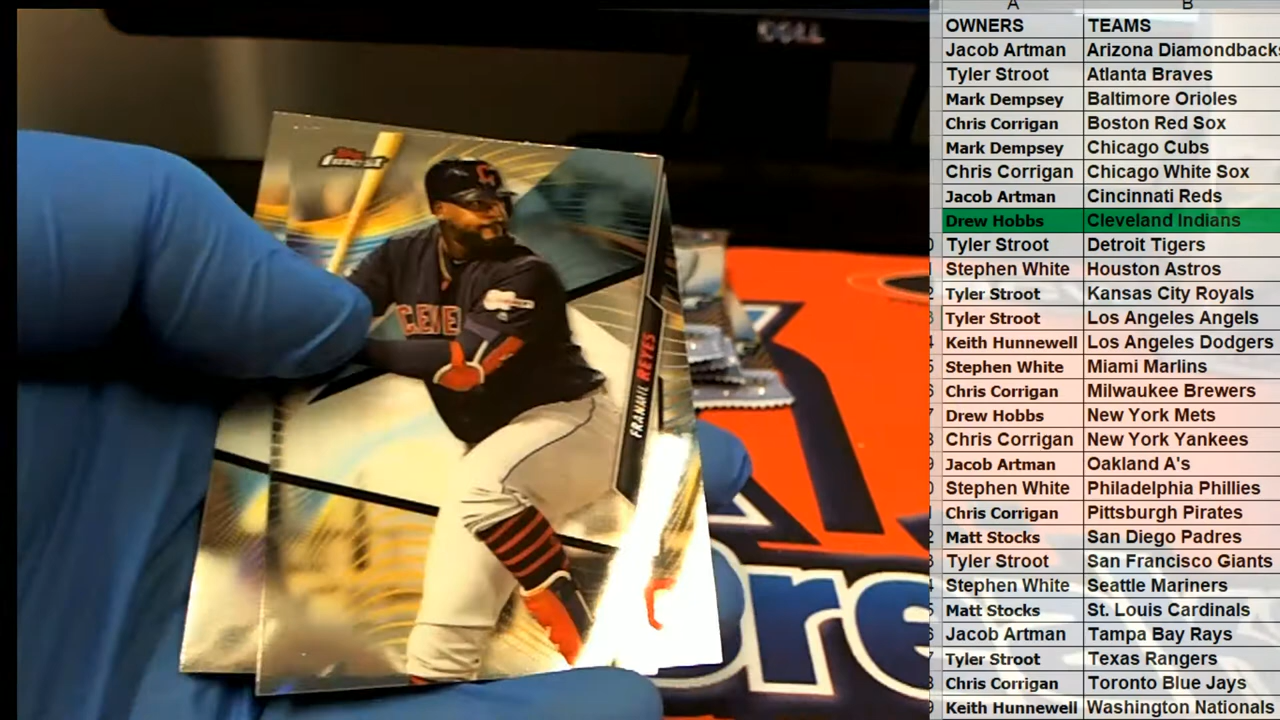 DELL
A
B
OWNERS TEAMS
Jacob Artman Arizona Diamondbacks
Tyler Stroot Atlanta Braves
Mark Dempsey Baltimore Orioles
Chris Corrigan Boston Red Sox
Mark Dempsey Chicago Cubs
Chris Corrigan Chicago White Sox
Jacob Artman Cincinnati Reds
Drew Hobbs Cleveland Indians
Tyler Stroot Detroit Tigers
Stephen White Houston Astros
Tyler Stroot Kansas City Royals
Tyler Stroot Los Angeles Angels
Keith Hunnewell Los Angeles Dodgers
Stephen White Miami Marlins
Chris Corrigan Milwaukee Brewers
Drew Hobbs New York Mets
Chris Corrigan New York Yankees
Jacob Artman Oakland A's
Stephen White Philadelphia Phillies
Chris Corrigan Pittsburgh Pirates
Matt Stocks San Diego Padres
Tyler Stroot San Francisco Giants
Stephen White Seattle Mariners
Matt Stocks St. Louis Cardinals
Jacob Artman Tampa Bay Rays
Tyler Stroot Texas Rangers
Chris Corrigan Toronto Blue Jays
Keith Hunnewell Washington Nationals
Topps
finest
C
CLEVE
FRANMIL REYES